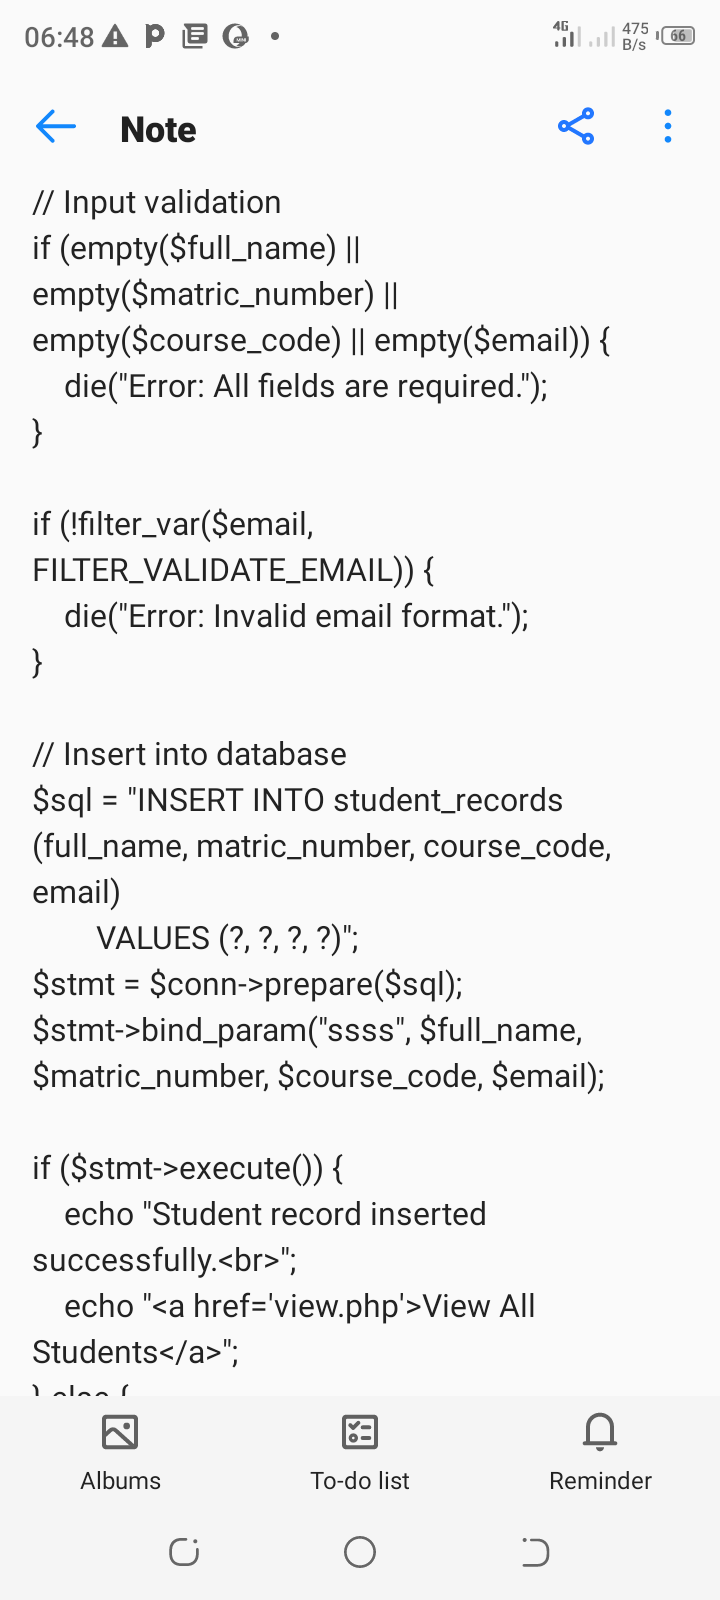 06:48
4G
475
B/s
66
Note
// Input validation
if (empty($full_name) ||
empty($matric_number) ||
empty($course_code) || empty($email)) {
    die("Error: All fields are required.");
}

if (!filter_var($email,
FILTER_VALIDATE_EMAIL)) {
    die("Error: Invalid email format.");
}

// Insert into database
$sql = "INSERT INTO student_records
(full_name, matric_number, course_code,
email)
        VALUES (?, ?, ?, ?)";
$stmt = $conn->prepare($sql);
$stmt->bind_param("ssss", $full_name,
$matric_number, $course_code, $email);

if ($stmt->execute()) {
    echo "Student record inserted
successfully.<br>";
    echo "<a href='view.php'>View All
Students</a>";
} else {
Albums
To-do list
Reminder